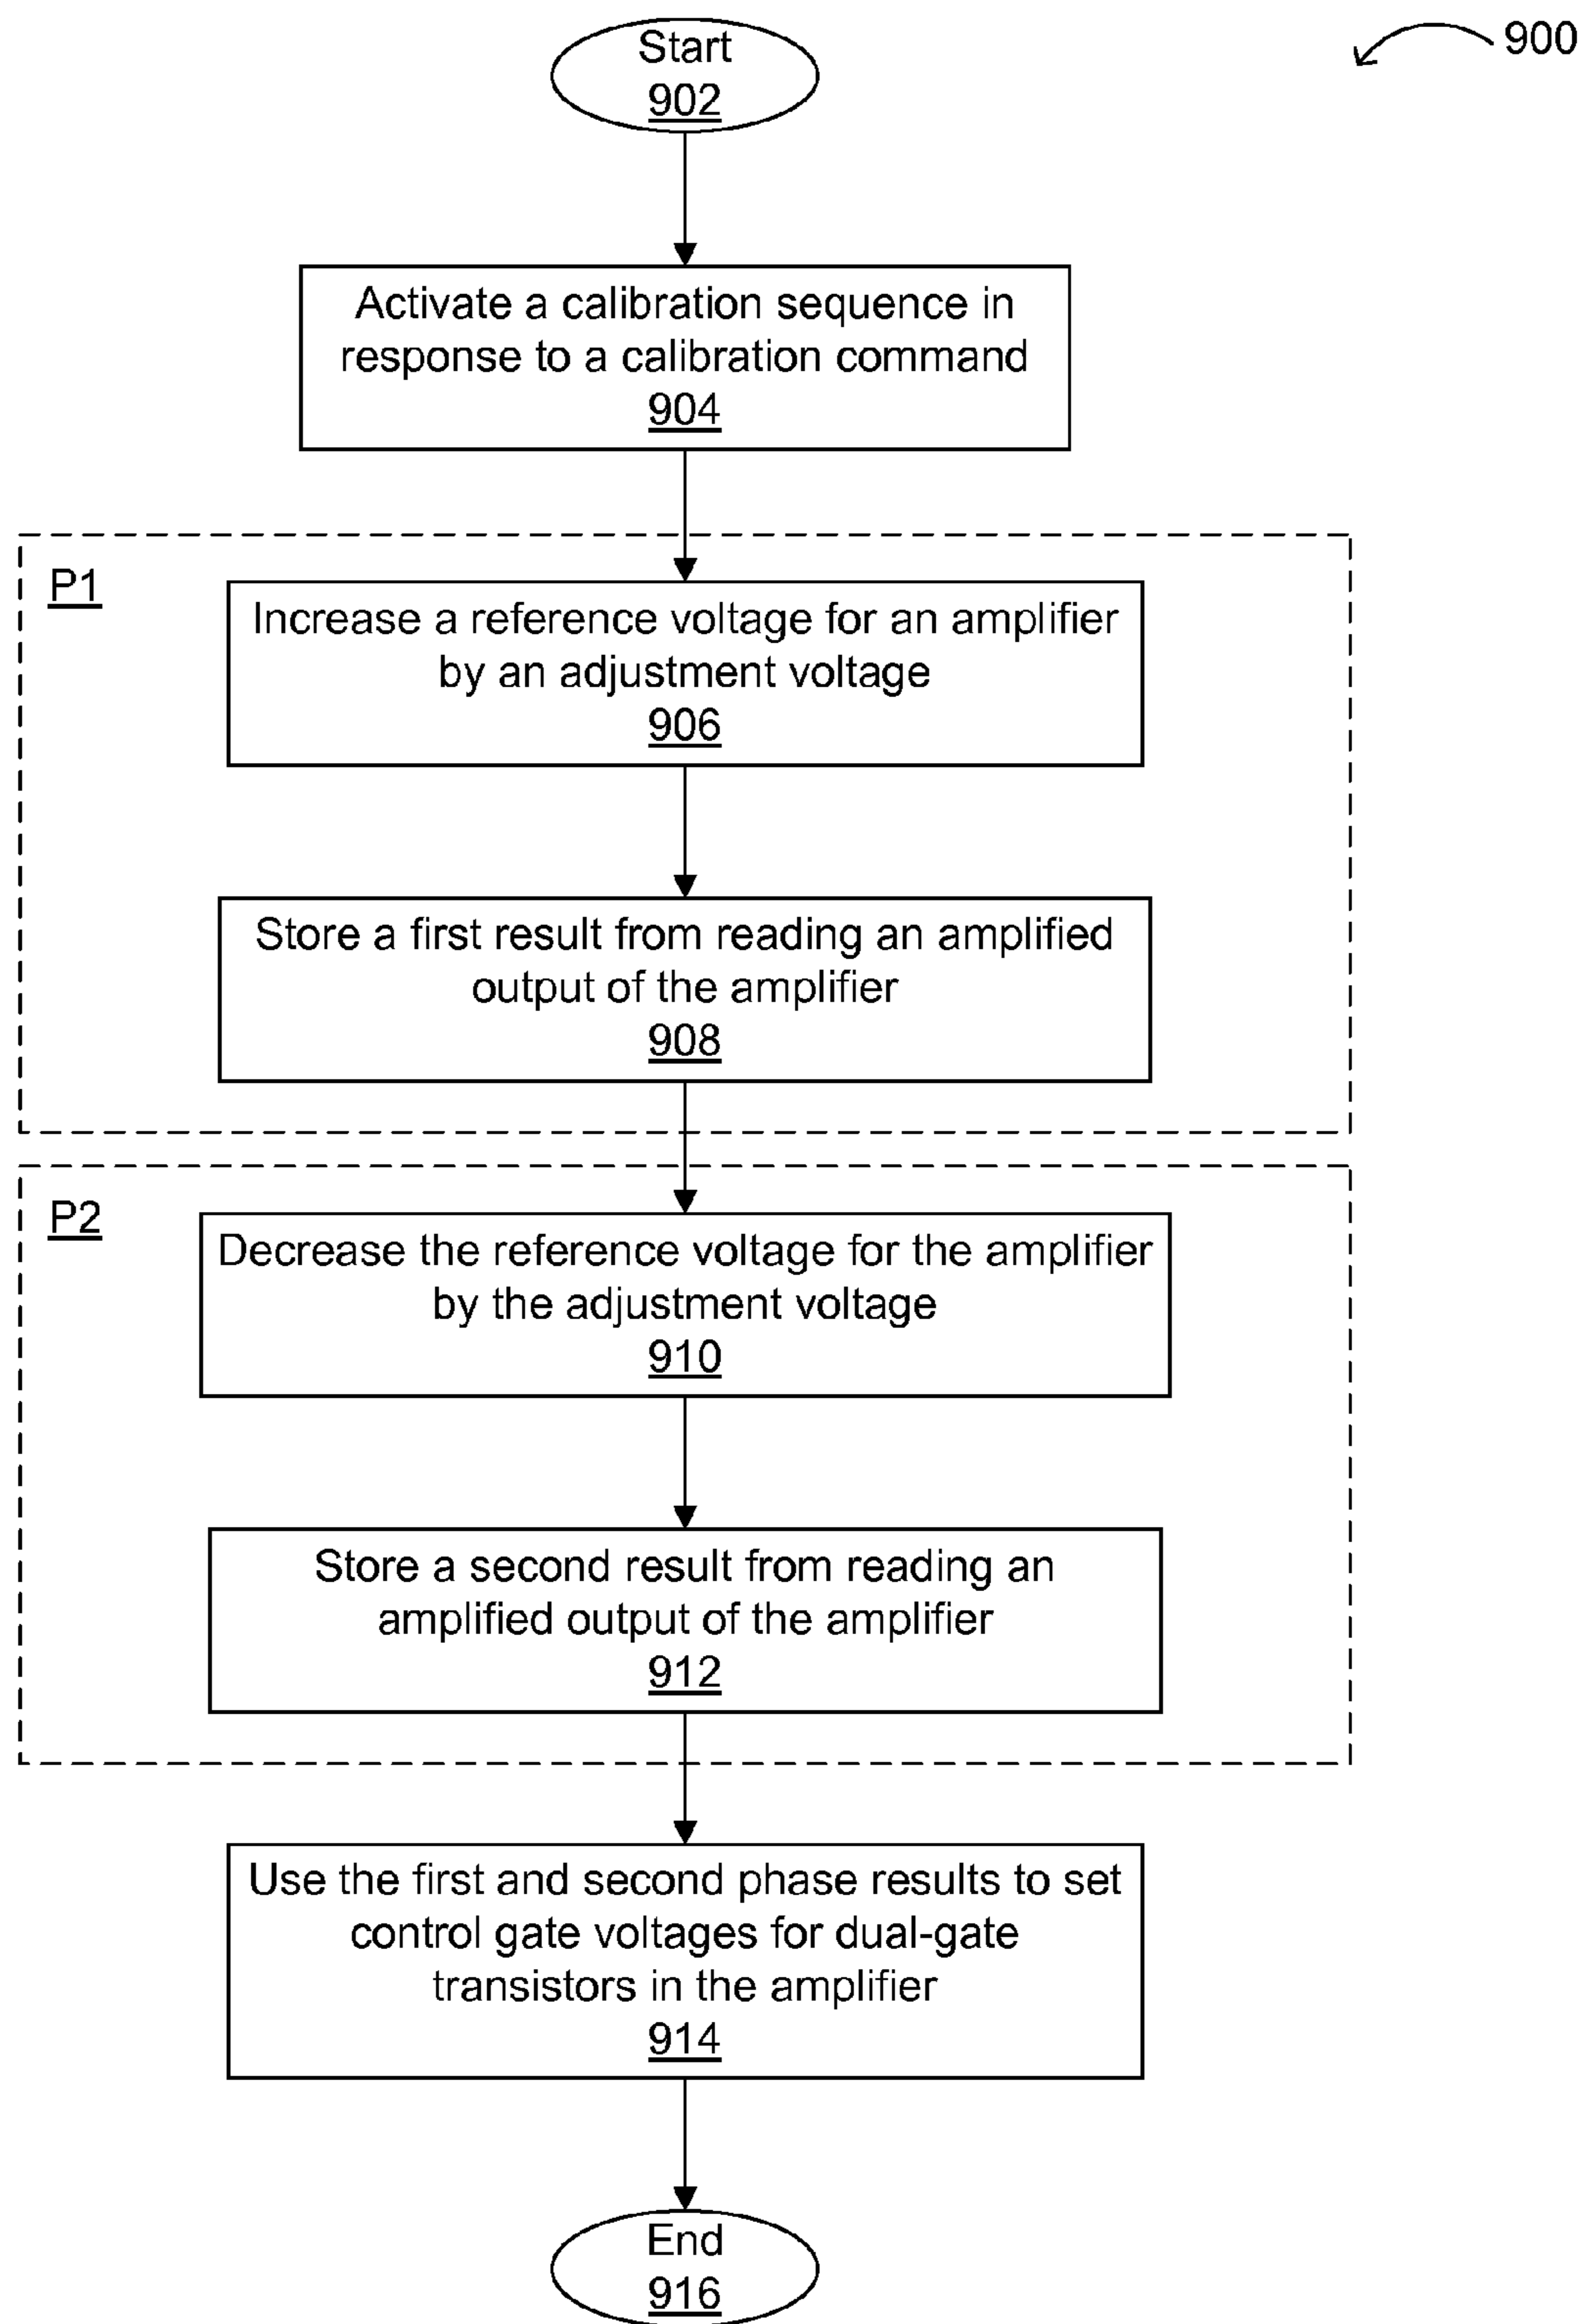 900
Start
902
Activate a calibration sequence in
response to a calibration command
904
P1
Increase a reference voltage for an amplifier
by an adjustment voltage
906
Store a first result from reading an amplified
output of the amplifier
908
P2
Decrease the reference voltage for the amplifier
by the adjustment voltage
910
Store a second result from reading an
amplified output of the amplifier
912
Use the first and second phase results to set
control gate voltages for dual-gate
transistors in the amplifier
914
End
916